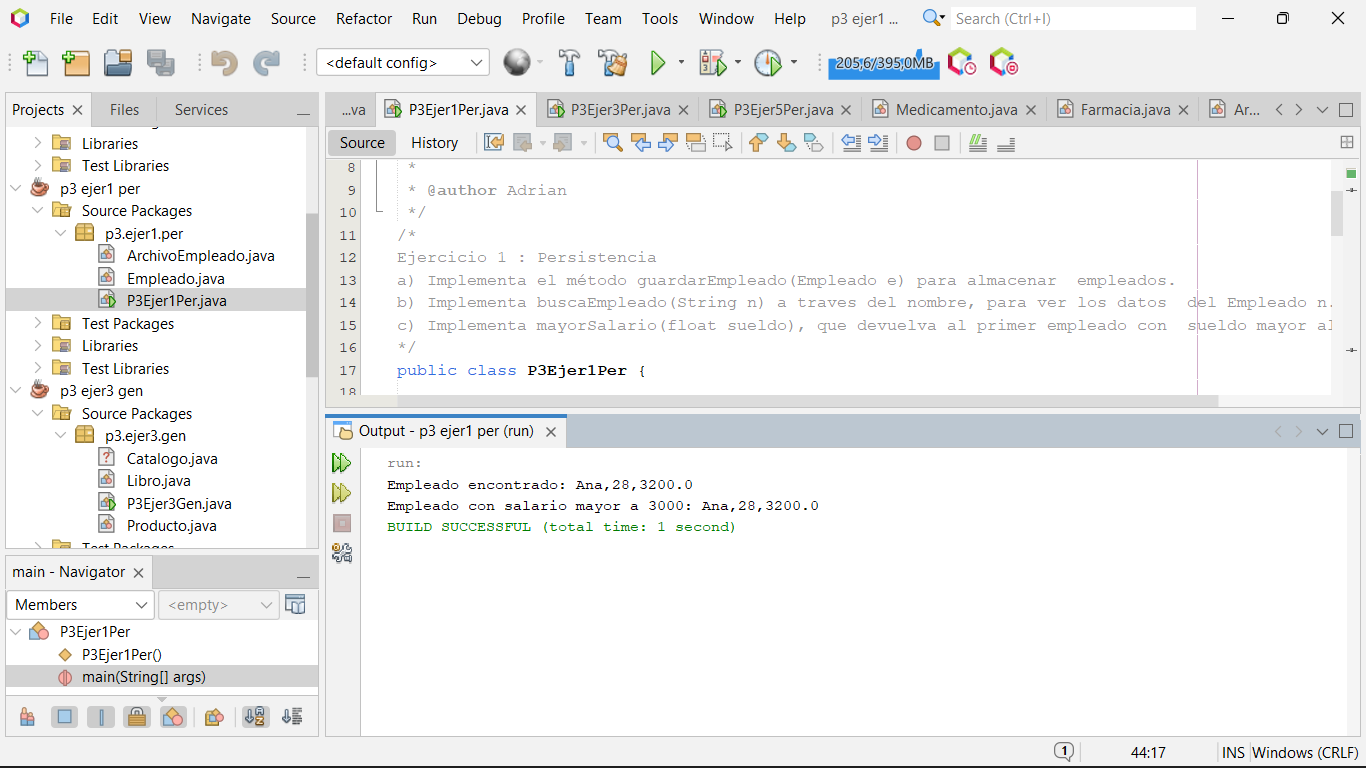 File Edit View Navigate Source Refactor Run Debug Profile Team Tools Window Help p3 ejer1 ... Search (Ctrl+I)
<default config> 205,6/395,0MB
Projects Files Services
Libraries
Test Libraries
p3 ejer1 per
Source Packages
p3.ejer1.per
ArchivoEmpleado.java
Empleado.java
P3Ejer1Per.java
Test Packages
Libraries
Test Libraries
p3 ejer3 gen
Source Packages
p3.ejer3.gen
Catalogo.java
Libro.java
P3Ejer3Gen.java
Producto.java
Test Packages
main - Navigator
Members <empty>
P3Ejer1Per
P3Ejer1Per()
main(String[] args)
...va P3Ejer1Per.java P3Ejer3Per.java P3Ejer5Per.java Medicamento.java Farmacia.java Ar...
Source History
8 *
9 * @author Adrian
10 */
11 /*
12 Ejercicio 1 : Persistencia
13 a) Implementa el método guardarEmpleado(Empleado e) para almacenar  empleados.
14 b) Implementa buscaEmpleado(String n) a traves del nombre, para ver los datos  del Empleado n.
15 c) Implementa mayorSalario(float sueldo), que devuelva al primer empleado con  sueldo mayor al
16 */
17 public class P3Ejer1Per {
18
Output - p3 ejer1 per (run)
run:
Empleado encontrado: Ana,28,3200.0
Empleado con salario mayor a 3000: Ana,28,3200.0
BUILD SUCCESSFUL (total time: 1 second)
1 44:17 INS Windows (CRLF)